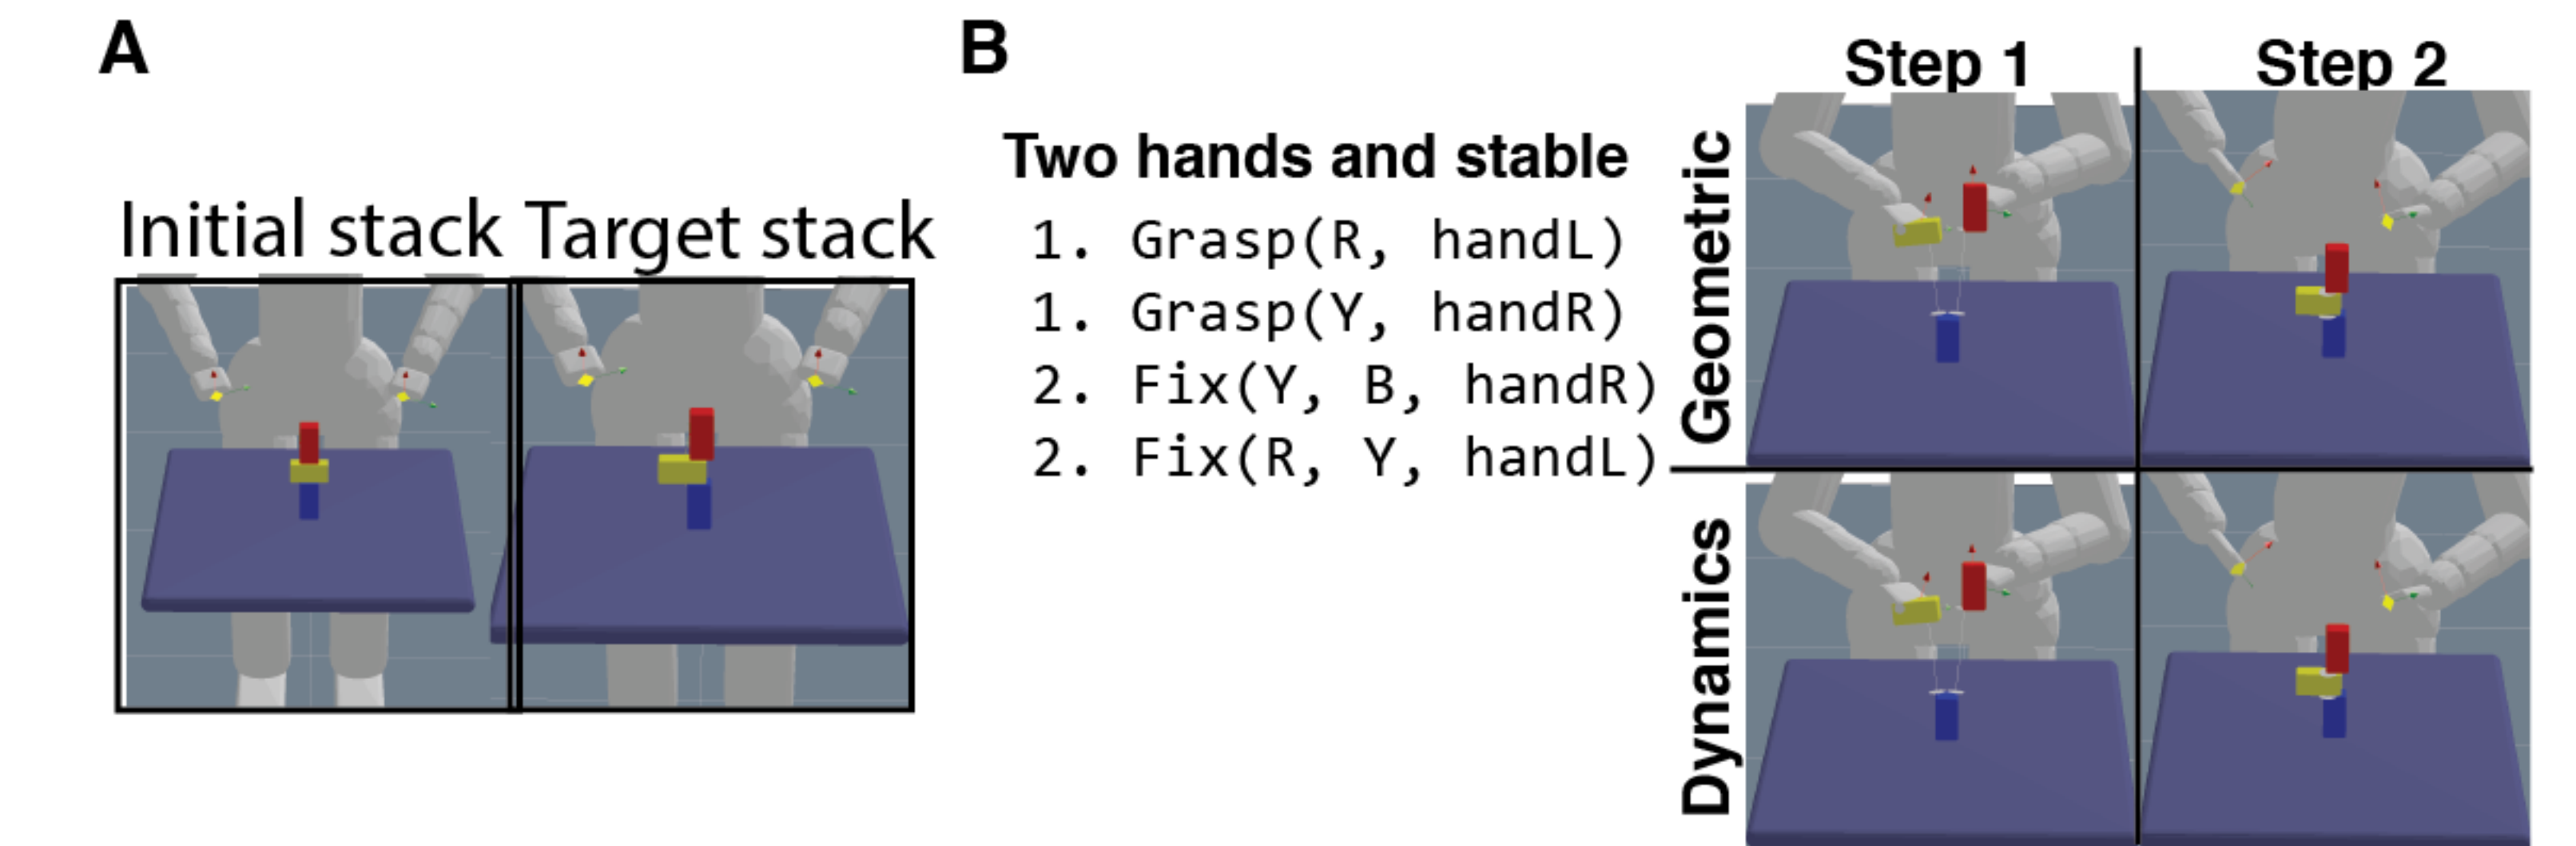 A
Initial stack
Target stack
B
Two hands and stable
1. Grasp(R, handL)
1. Grasp(Y, handR)
2. Fix(Y, B, handR)
2. Fix(R, Y, handL)
Step 1
Step 2
Geometric
Dynamics